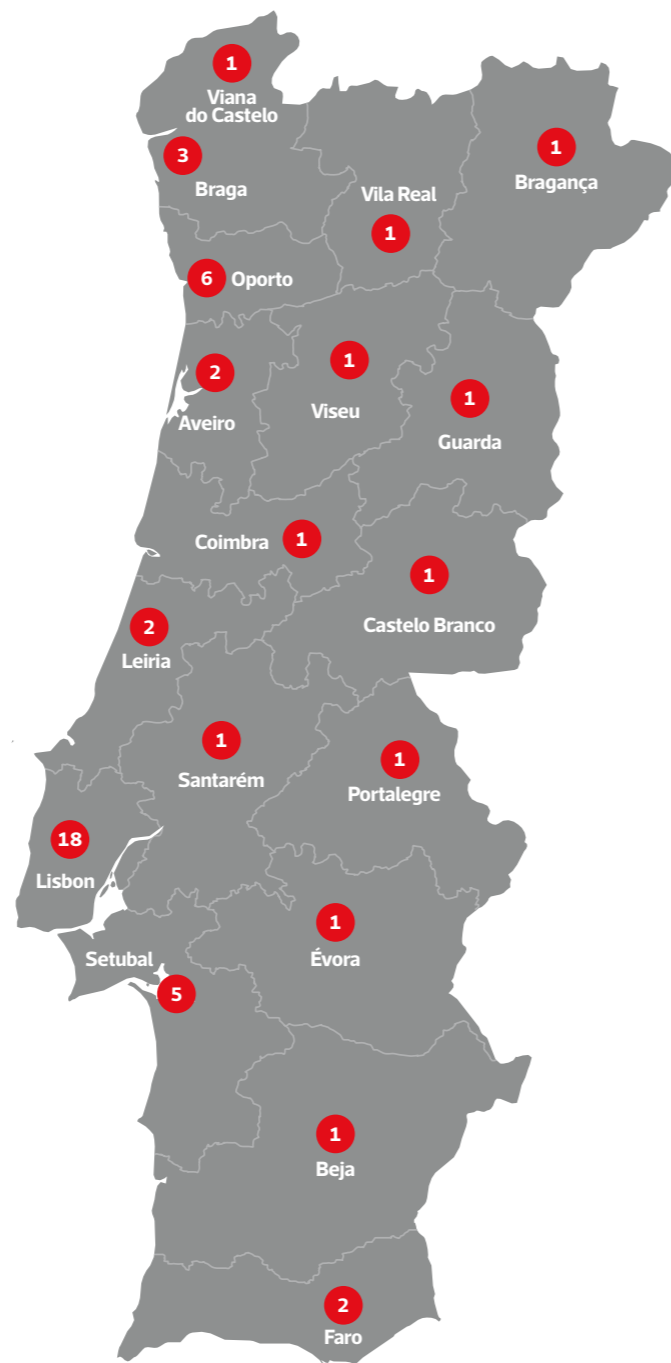 1
Viana
do Castelo
3
Braga
1
Bragança
Vila Real
1
6 Oporto
2
Aveiro
1
Viseu
1
Guarda
Coimbra 1
1
Castelo Branco
2
Leiria
1
Santarém
1
Portalegre
18
Lisbon
1
Évora
Setubal
5
1
Beja
2
Faro